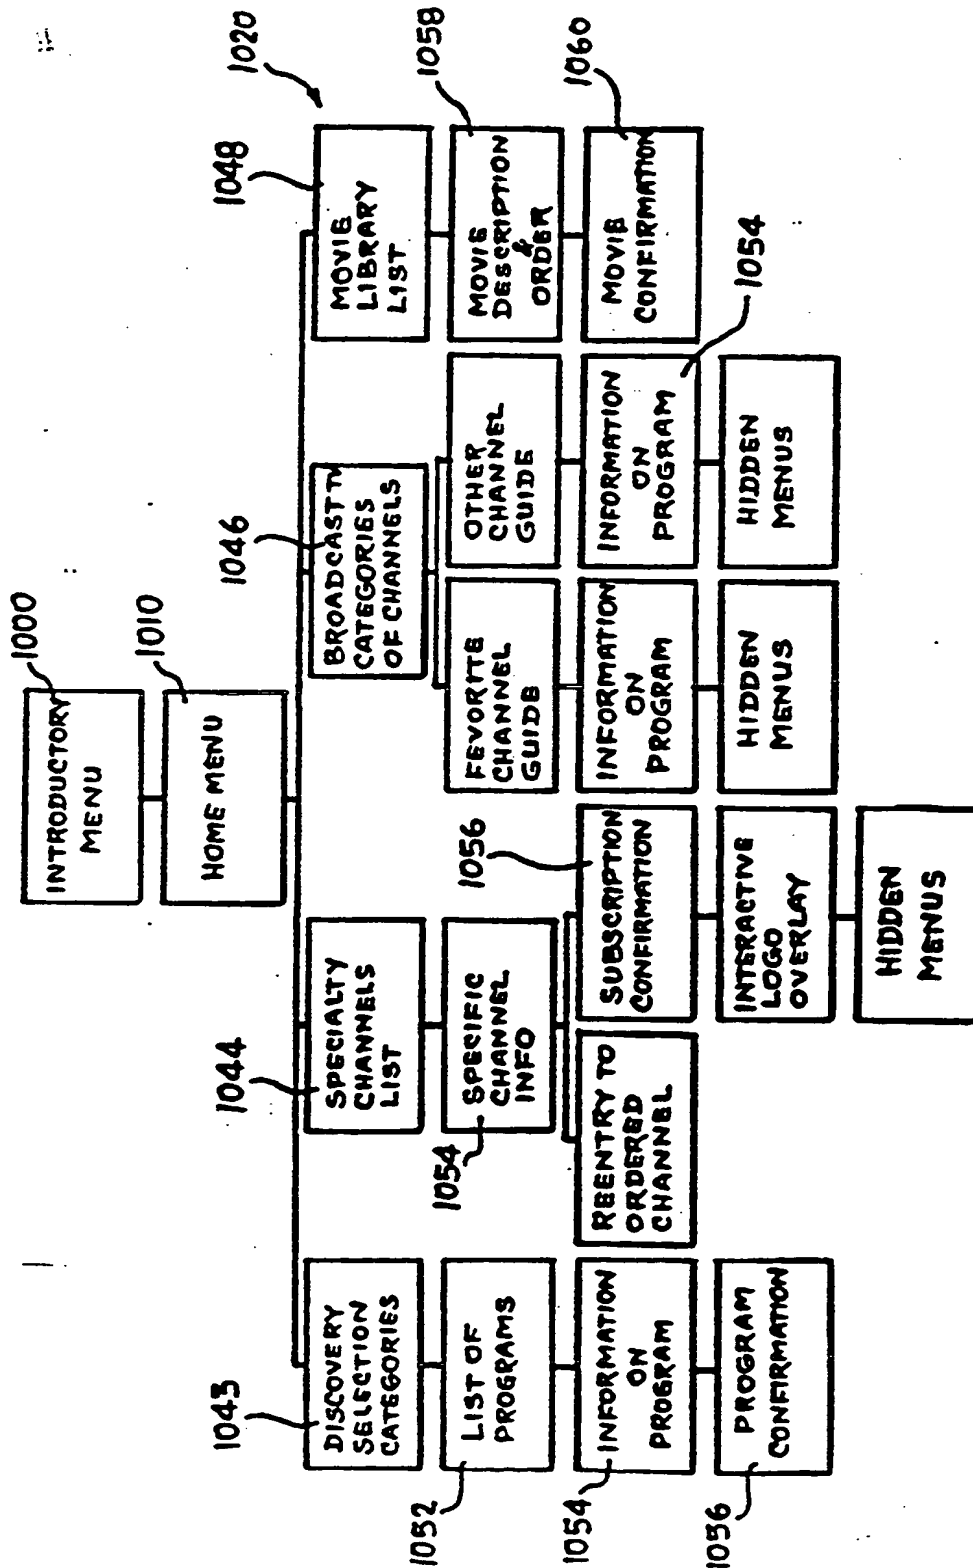 1000
INTRODUCTORY
MENU
1010
HOME MENU
1020
1043
DISCOVERY
SELECTION
CATEGORIES
1052
LIST OF
PROGRAMS
1054
INFORMATION
ON
PROGRAM
1056
PROGRAM
CONFIRMATION
1044
SPECIALTY
CHANNELS
LIST
1054
SPECIFIC
CHANNEL
INFO
REENTRY TO
ORDERED
CHANNEL
1056
SUBSCRIPTION
CONFIRMATION
INTERACTIVE
LOGO
OVERLAY
HIDDEN
MENUS
1046
BROADCAST TV
CATEGORIES
OF CHANNELS
FEVORITE
CHANNEL
GUIDE
INFORMATION
ON
PROGRAM
HIDDEN
MENUS
OTHER
CHANNEL
GUIDE
INFORMATION
ON
PROGRAM
1054
HIDDEN
MENUS
1048
MOVIE
LIBRARY
LIST
1058
MOVIE
DESCRIPTION
&
ORDER
1060
MOVIE
CONFIRMATION